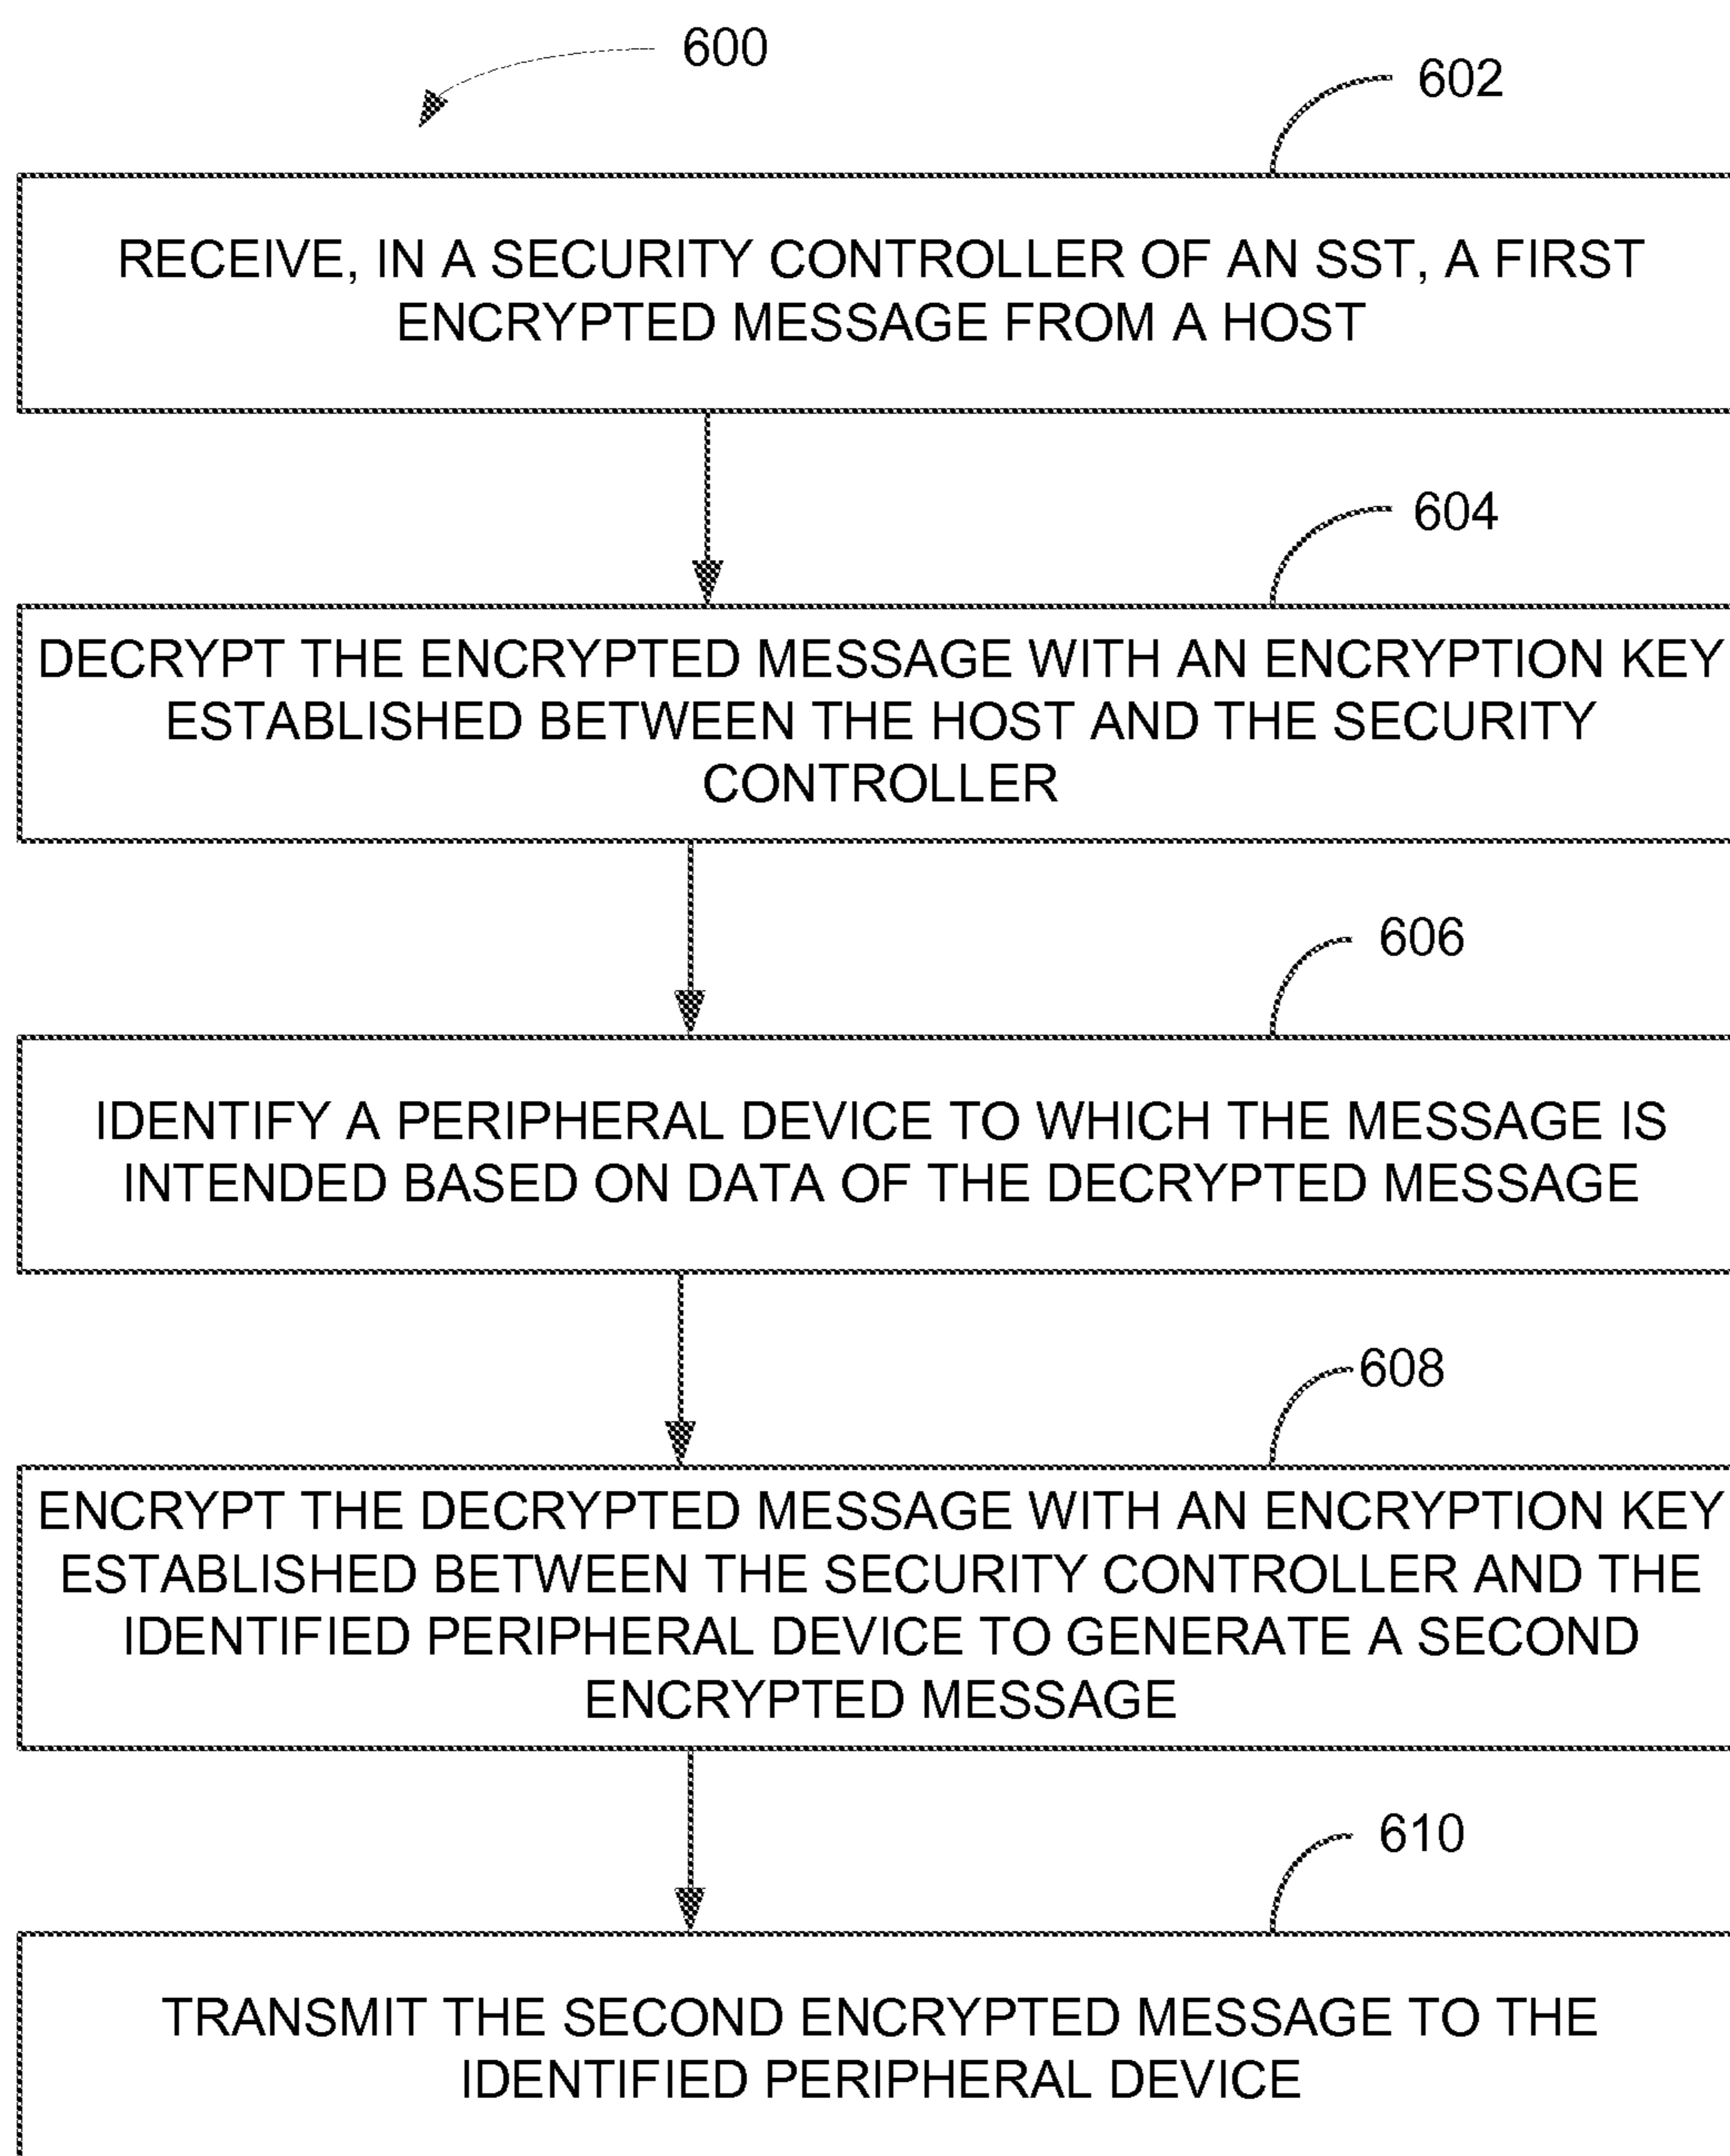 600
602
RECEIVE, IN A SECURITY CONTROLLER OF AN SST, A FIRST
ENCRYPTED MESSAGE FROM A HOST
604
DECRYPT THE ENCRYPTED MESSAGE WITH AN ENCRYPTION KEY
ESTABLISHED BETWEEN THE HOST AND THE SECURITY
CONTROLLER
606
IDENTIFY A PERIPHERAL DEVICE TO WHICH THE MESSAGE IS
INTENDED BASED ON DATA OF THE DECRYPTED MESSAGE
608
ENCRYPT THE DECRYPTED MESSAGE WITH AN ENCRYPTION KEY
ESTABLISHED BETWEEN THE SECURITY CONTROLLER AND THE
IDENTIFIED PERIPHERAL DEVICE TO GENERATE A SECOND
ENCRYPTED MESSAGE
610
TRANSMIT THE SECOND ENCRYPTED MESSAGE TO THE
IDENTIFIED PERIPHERAL DEVICE